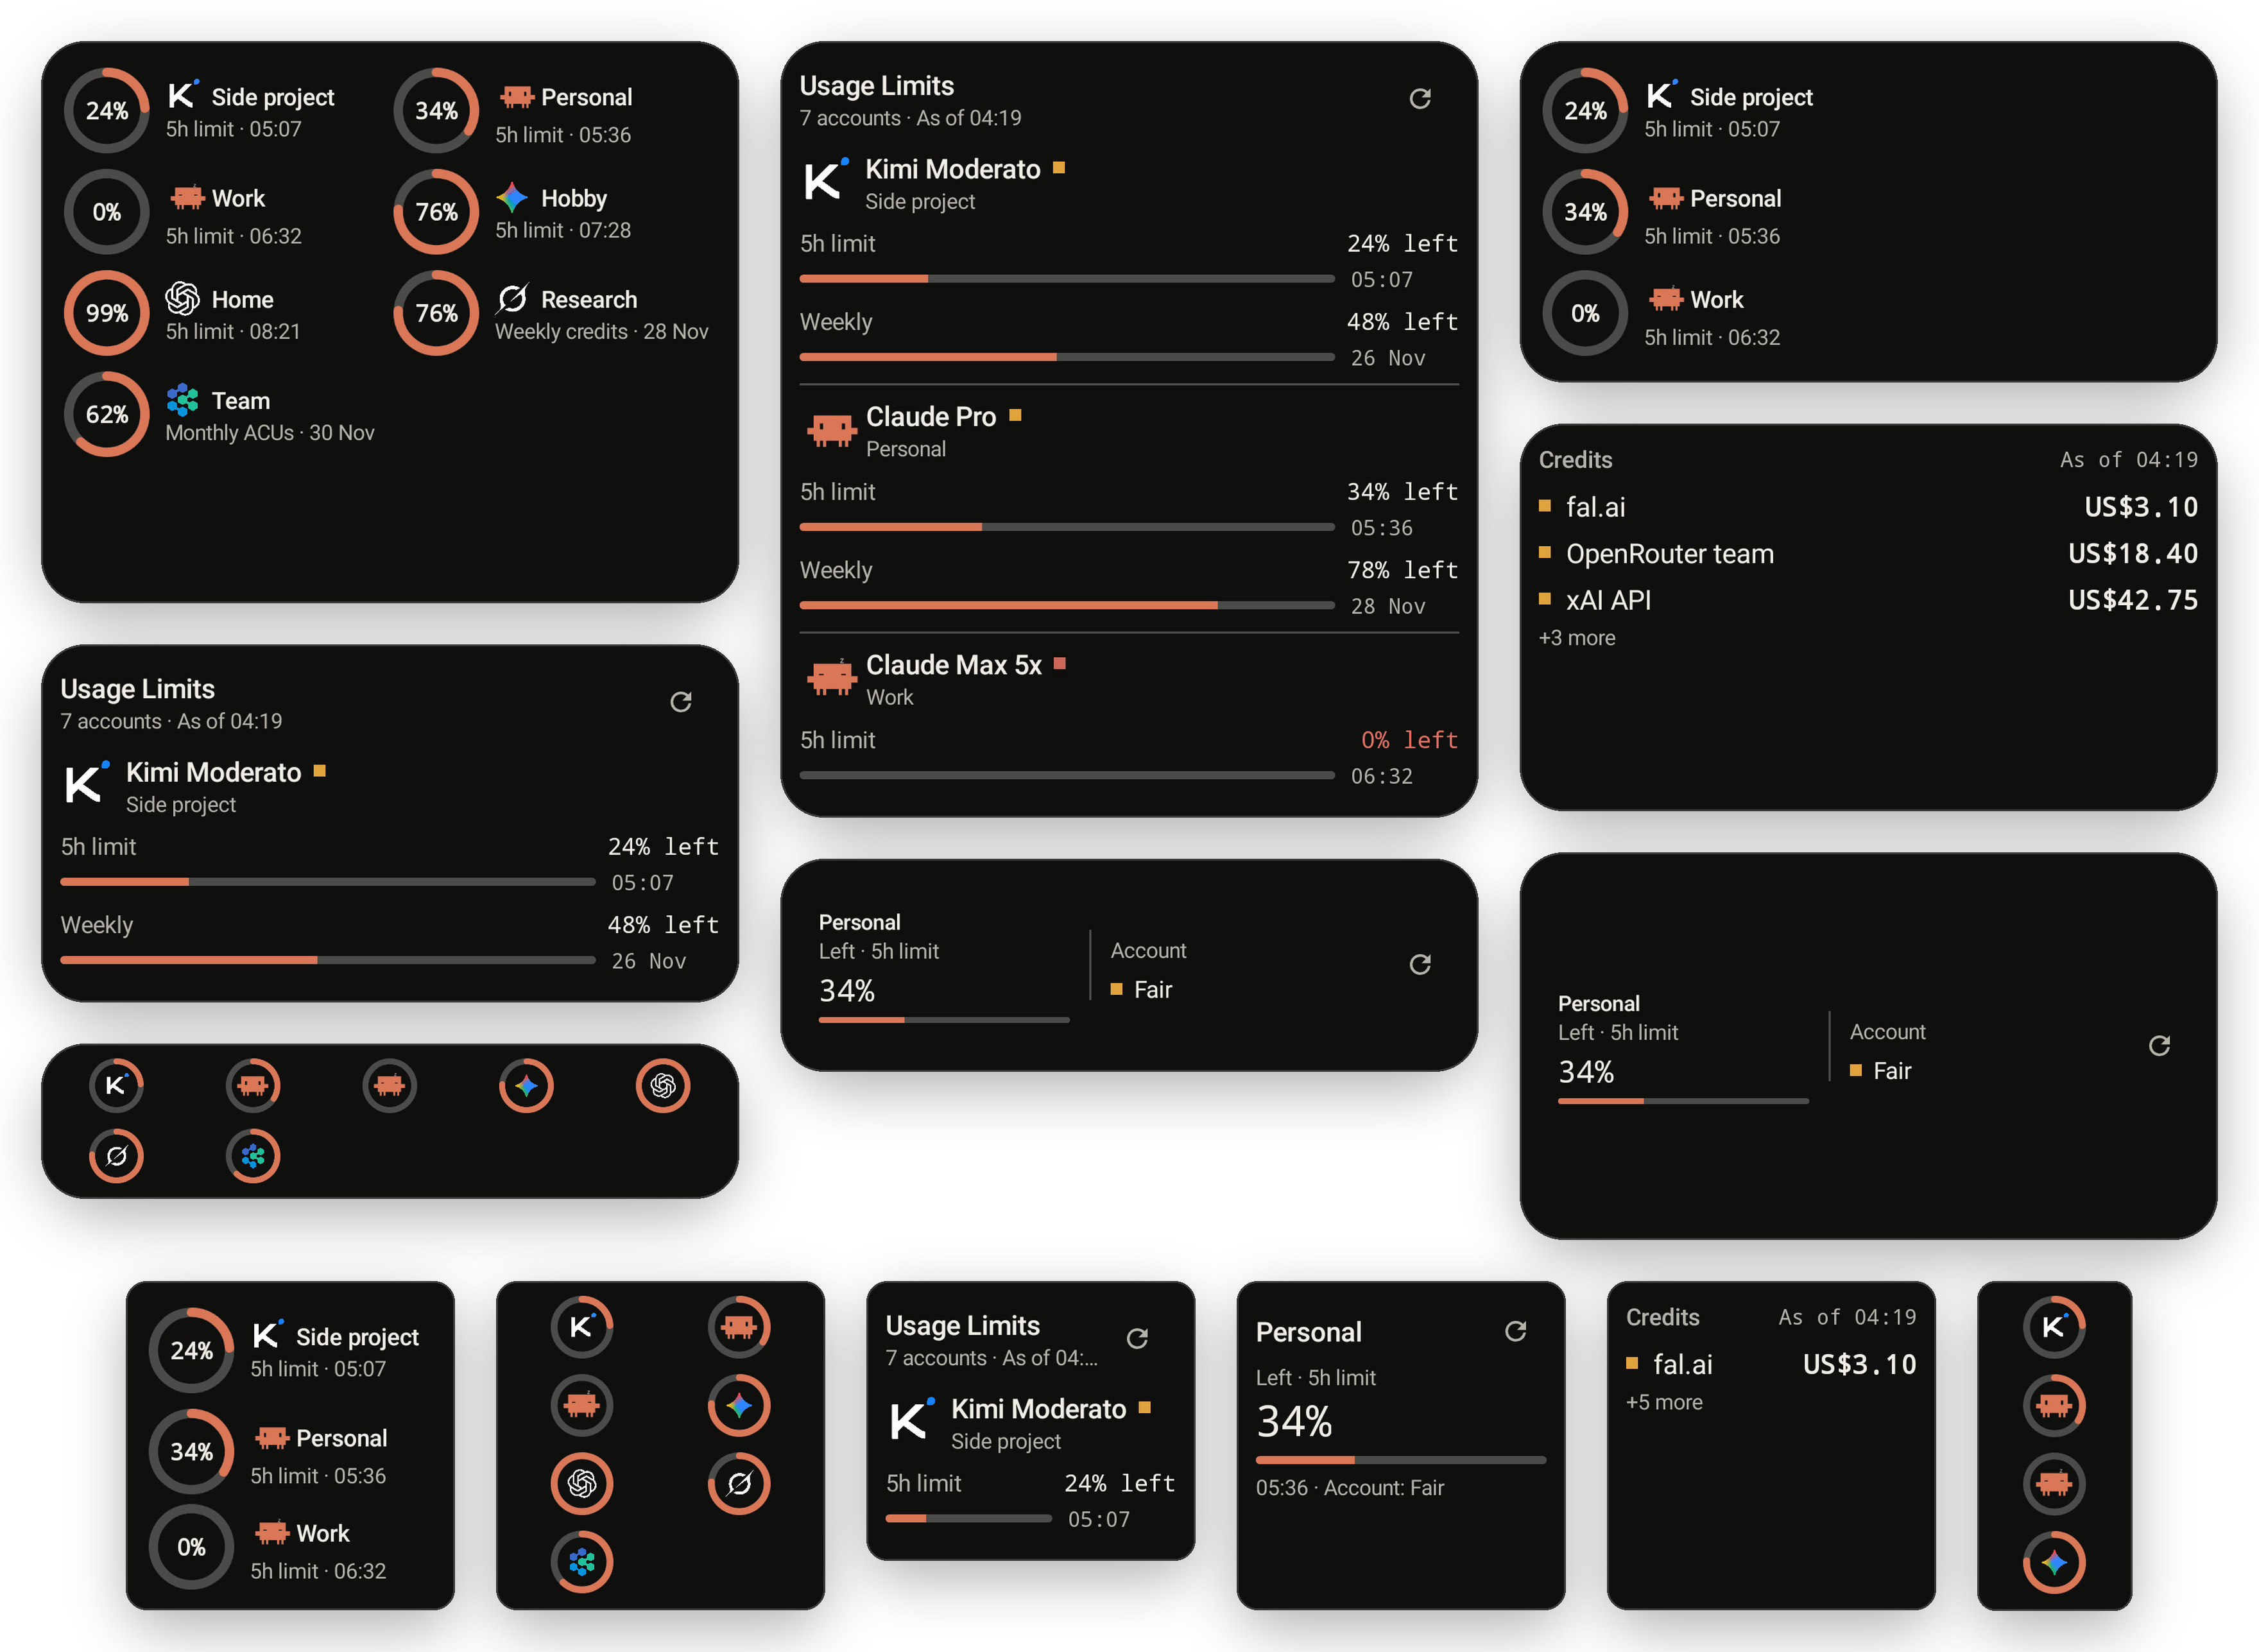 24%
Side project
5h limit · 05:07
34%
Personal
5h limit · 05:36
0%
Work
5h limit · 06:32
76%
Hobby
5h limit · 07:28
99%
Home
5h limit · 08:21
76%
Research
Weekly credits · 28 Nov
62%
Team
Monthly ACUs · 30 Nov
Usage Limits
7 accounts · As of 04:19
Kimi Moderato
Side project
5h limit 24% left
05:07
Weekly 48% left
26 Nov
Usage Limits
7 accounts · As of 04:19
Kimi Moderato
Side project
5h limit 24% left
05:07
Weekly 48% left
26 Nov
Claude Pro
Personal
5h limit 34% left
05:36
Weekly 78% left
28 Nov
Claude Max 5x
Work
5h limit 0% left
06:32
Personal
Left · 5h limit
34%
Account
Fair
24%
Side project
5h limit · 05:07
34%
Personal
5h limit · 05:36
0%
Work
5h limit · 06:32
Credits As of 04:19
fal.ai US$3.10
OpenRouter team US$18.40
xAI API US$42.75
+3 more
Personal
Left · 5h limit
34%
Account
Fair
24%
Side project
5h limit · 05:07
34%
Personal
5h limit · 05:36
0%
Work
5h limit · 06:32
Usage Limits
7 accounts · As of 04:...
Kimi Moderato
Side project
5h limit 24% left
05:07
Personal
Left · 5h limit
34%
05:36 · Account: Fair
Credits As of 04:19
fal.ai US$3.10
+5 more